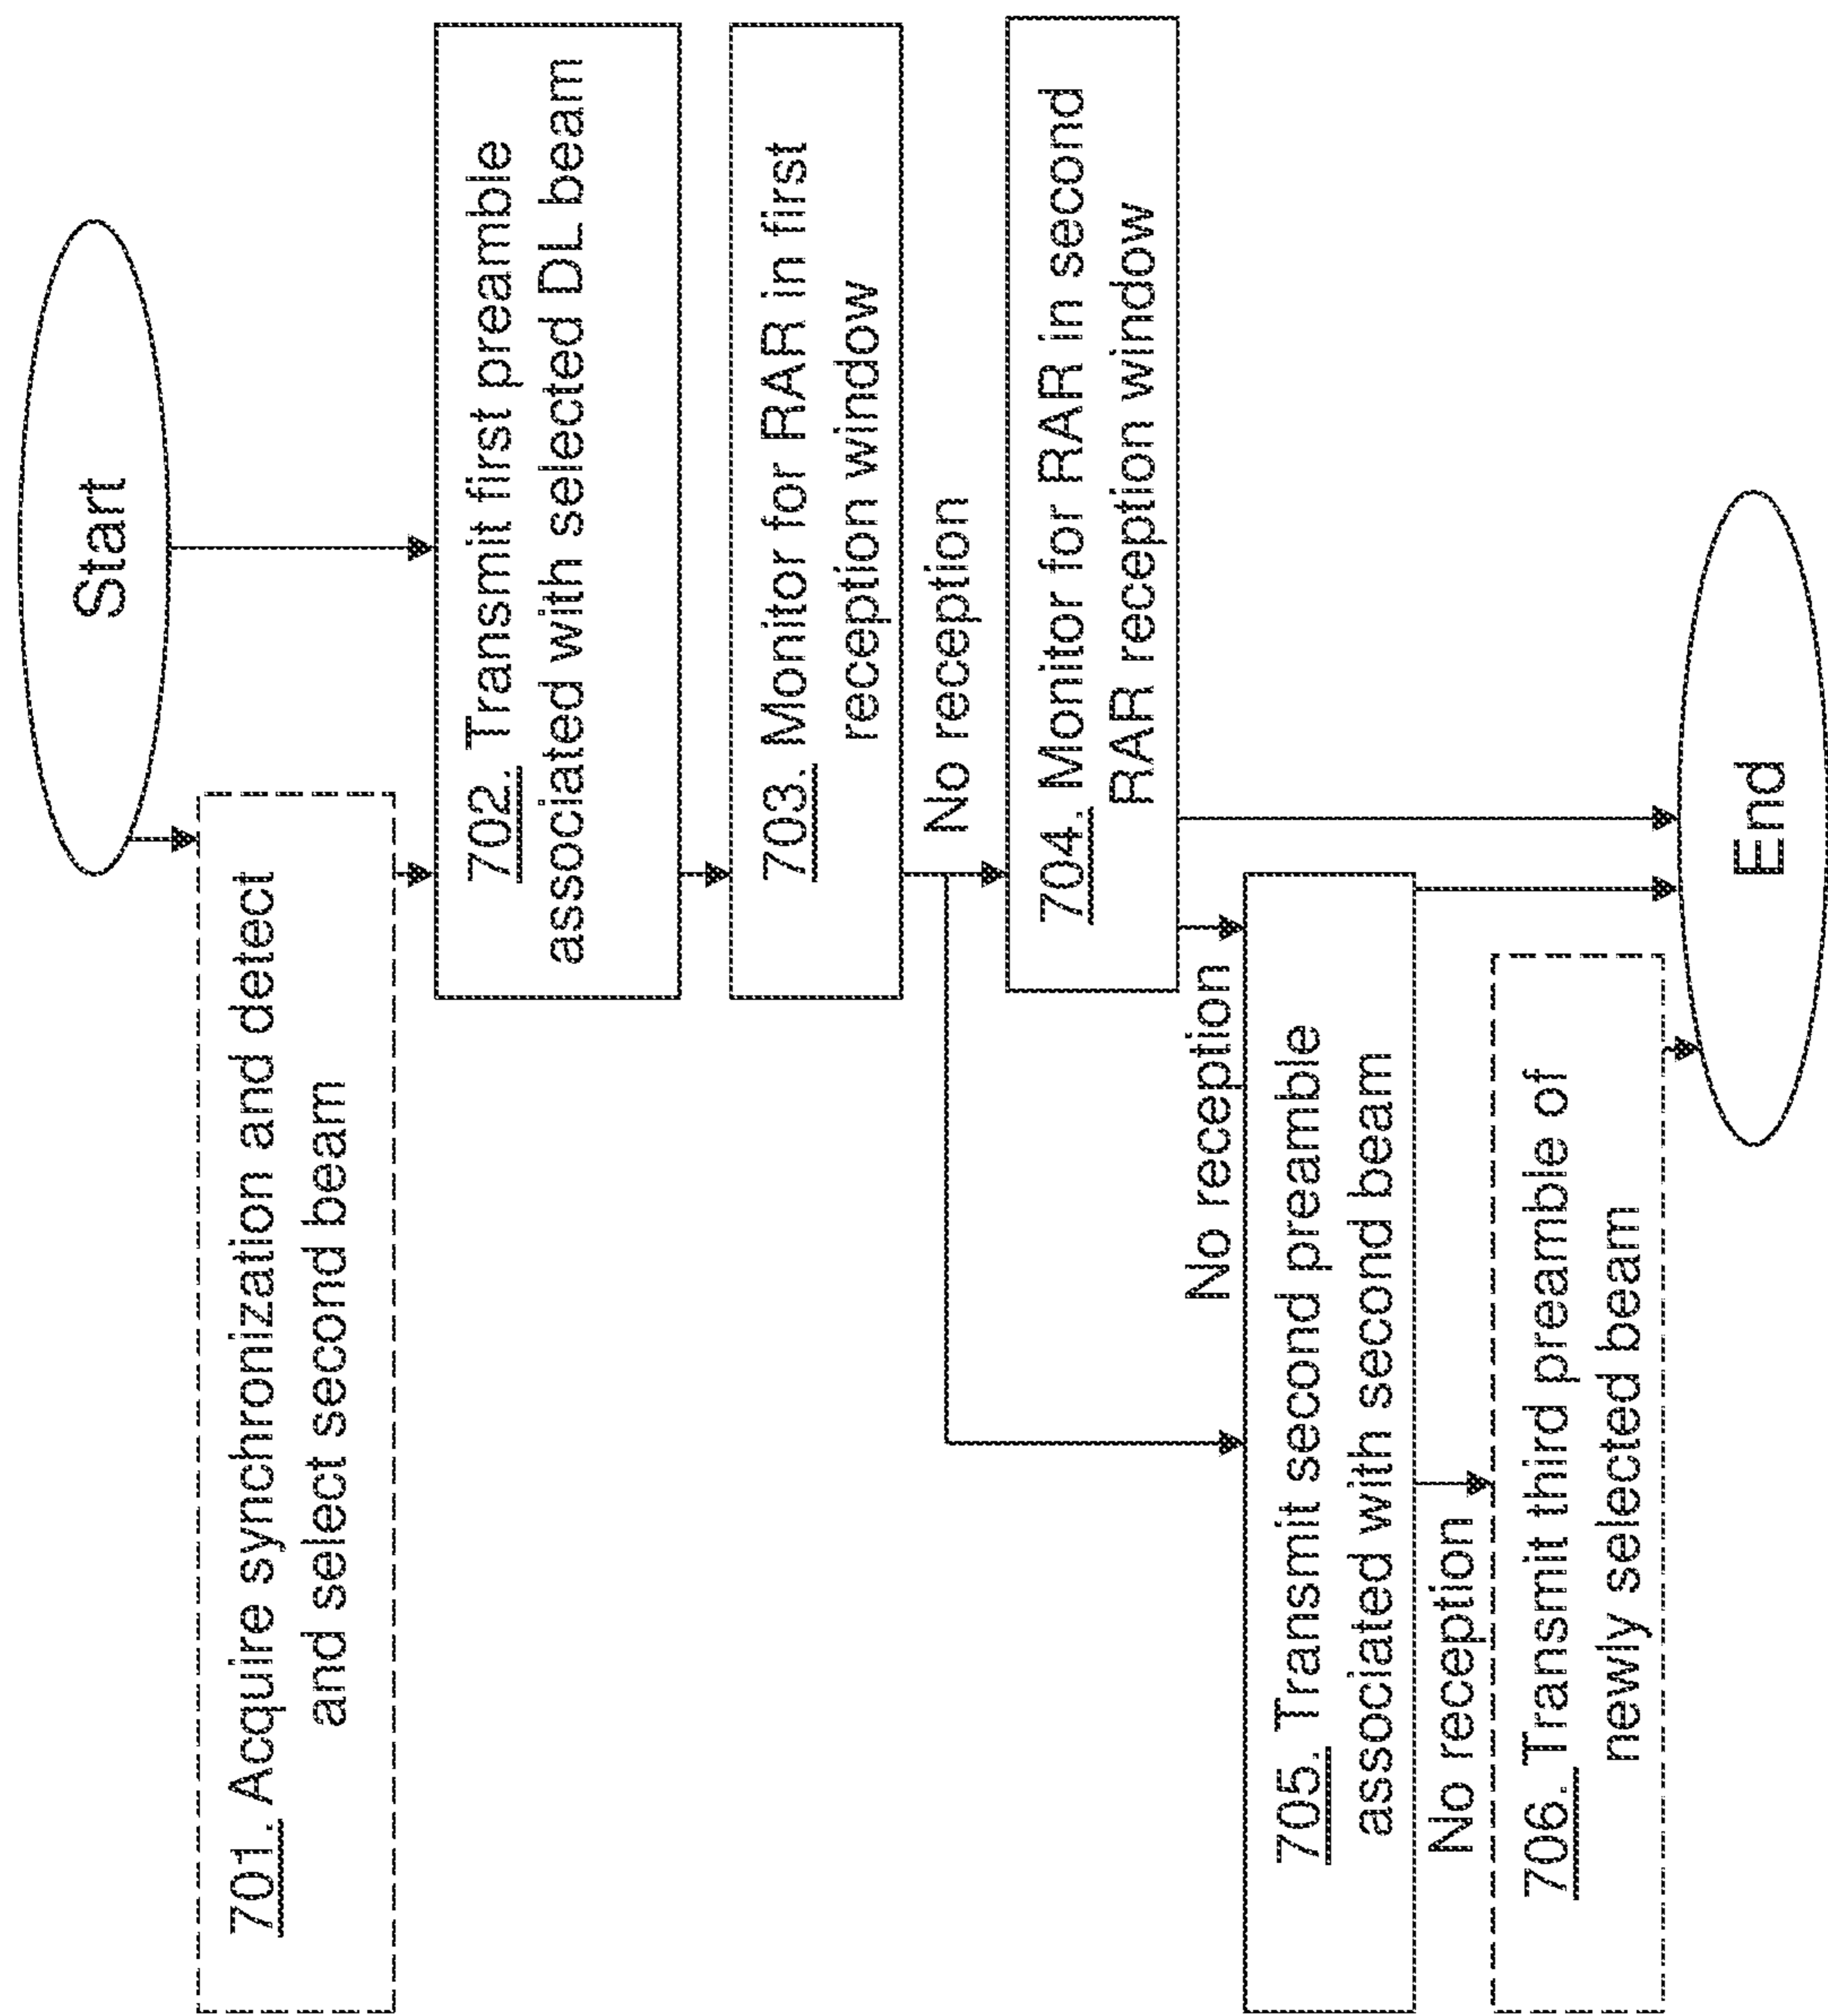 Start
701. Acquire synchronization and detect
and select second beam
702. Transmit first preamble
associated with selected DL beam
703. Monitor for RAR in first
reception window
No reception
704. Monitor for RAR in second
RAR reception window
No reception
705. Transmit second preamble
associated with second beam
No reception
706. Transmit third preamble of
newly selected beam
End